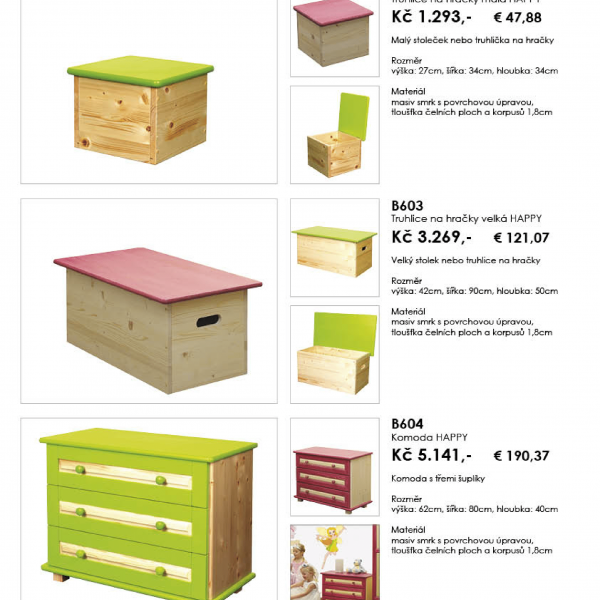 Truhlice na hračky malá HAPPY
Kč 1.293,- € 47,88
Malý stoleček nebo truhlička na hračky
Rozměr
výška: 27cm, šířka: 34cm, hloubka: 34cm
Materiál
masiv smrk s povrchovou úpravou,
tloušťka čelních ploch a korpusů 1,8cm
B603
Truhlice na hračky velká HAPPY
Kč 3.269,- € 121,07
Velký stolek nebo truhlice na hračky
Rozměr
výška: 42cm, šířka: 90cm, hloubka: 50cm
Materiál
masiv smrk s povrchovou úpravou,
tloušťka čelních ploch a korpusů 1,8cm
B604
Komoda HAPPY
Kč 5.141,- € 190,37
Komoda s třemi šuplíky
Rozměr
výška: 62cm, šířka: 80cm, hloubka: 40cm
Materiál
masiv smrk s povrchovou úpravou,
tloušťka čelních ploch a korpusů 1,8cm